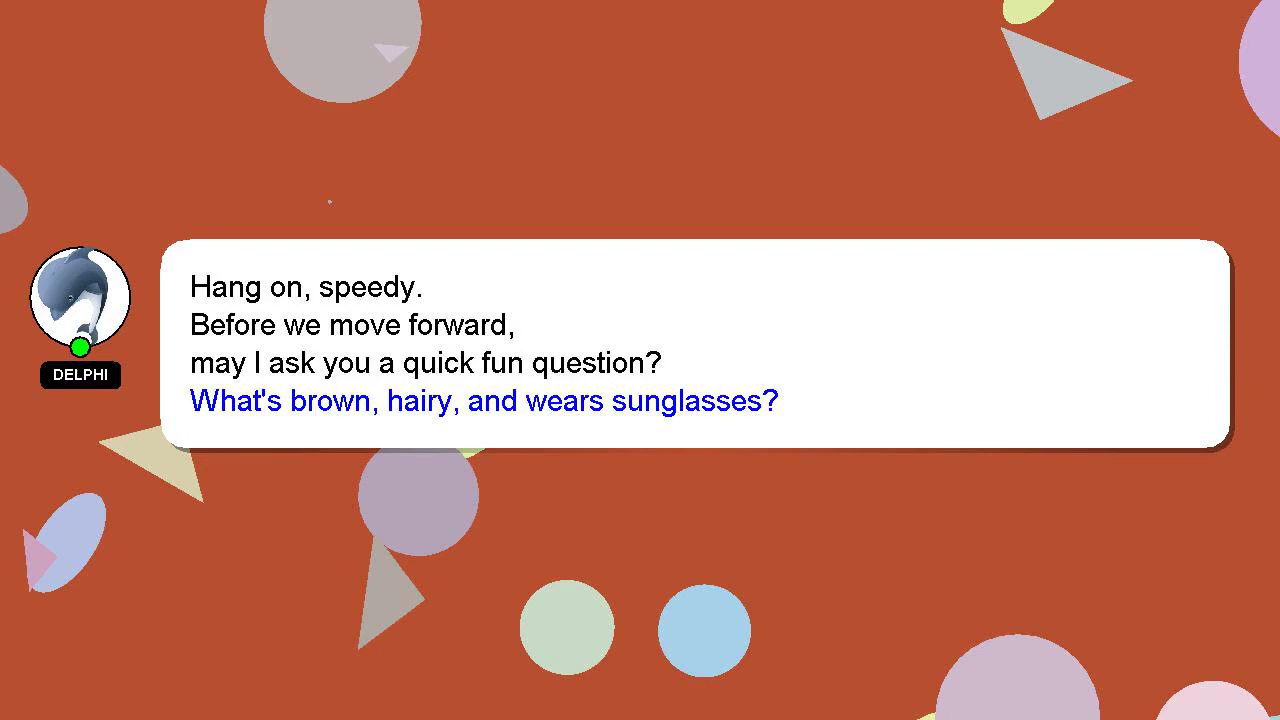 Hang on, speedy.
Before we move forward,
may I ask you a quick fun question?
What's brown, hairy, and wears sunglasses?
DELPHI